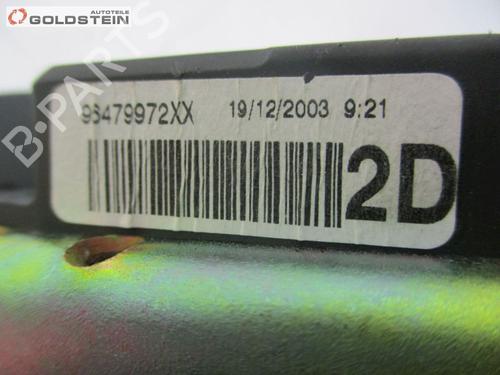 Autoteile
GOLDSTEIN
B-PARTS
96479972XX 19/12/2003 9:21
2D